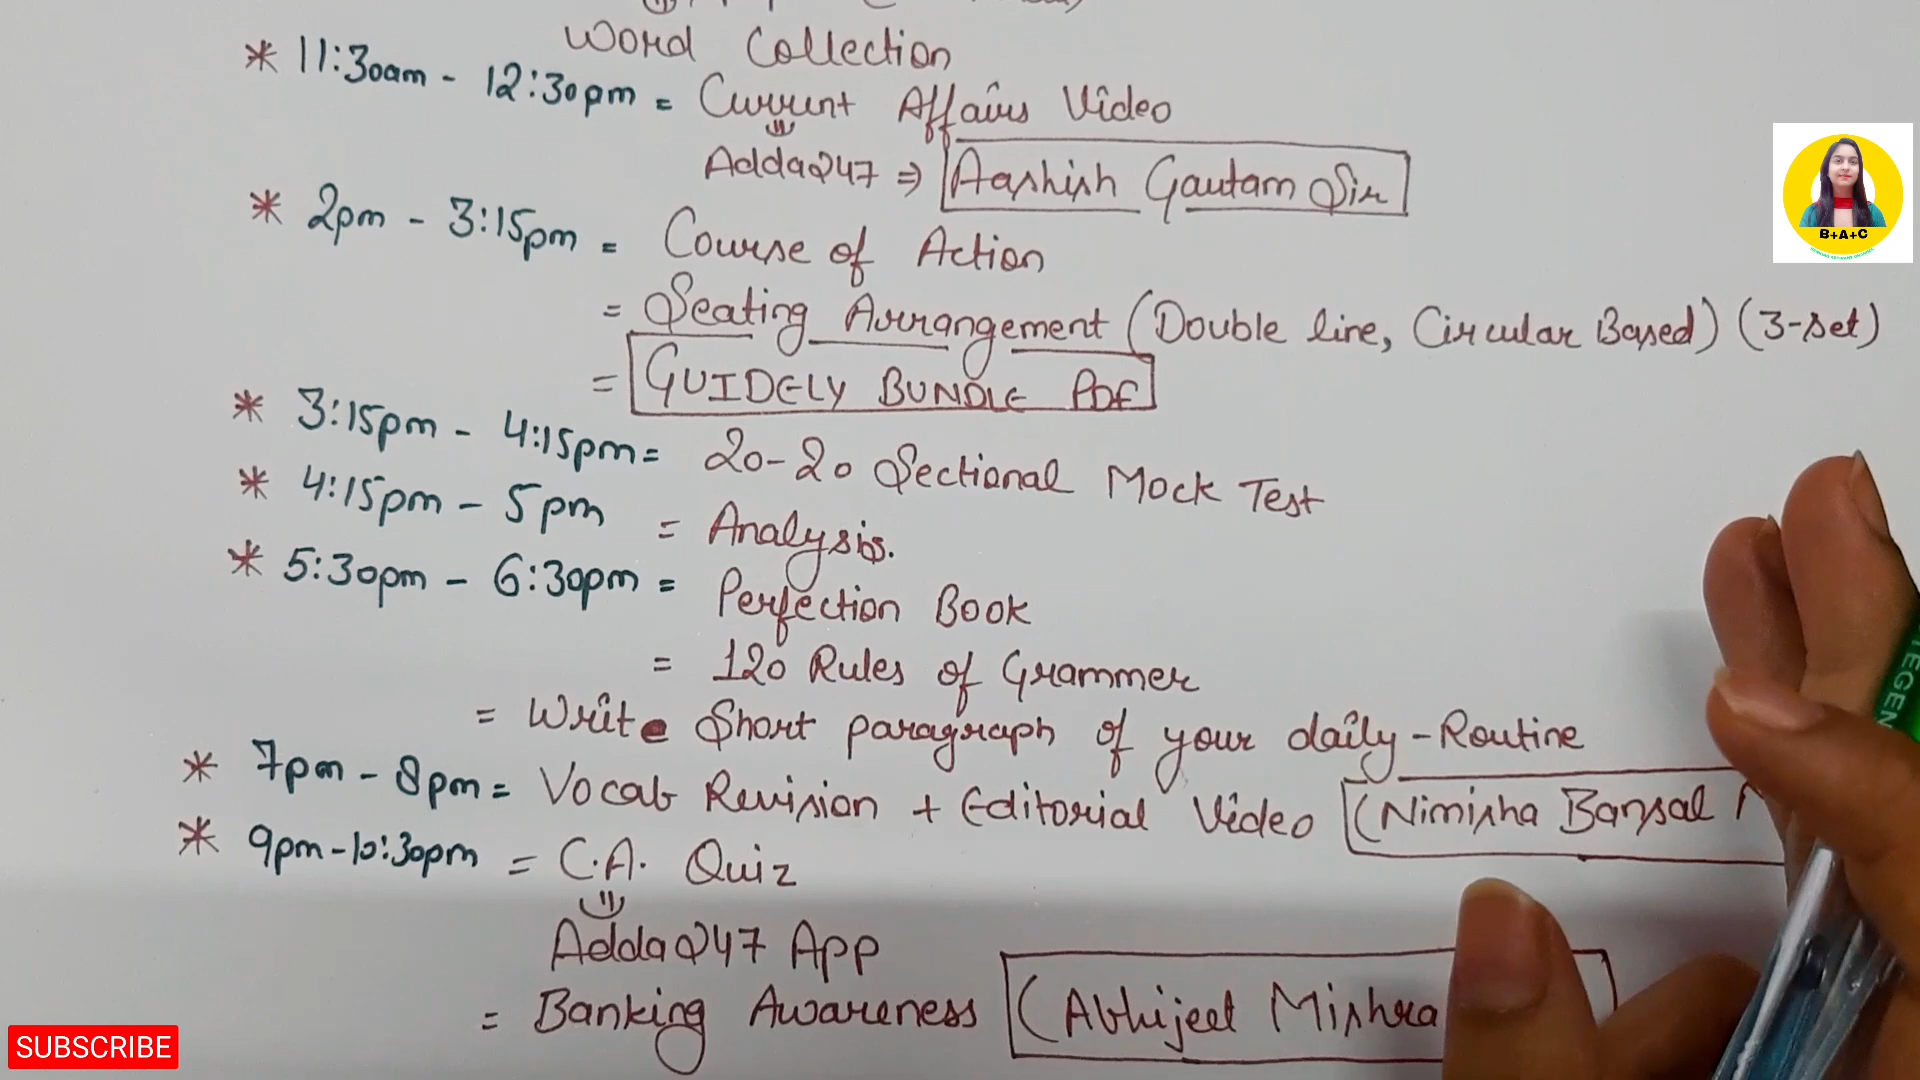 Word Collection
* 11:30am - 12:30pm = Current Affairs Video
Adda247 ⇒ Aashish Gautam Sir
* 2pm - 3:15pm = Course of Action
= Seating Arrangement (Double line, Circular Based) (3-set)
= GUIDELY BUNDLE PDF
* 3:15pm - 4:15pm = 20-20 Sectional Mock Test
* 4:15pm - 5pm = Analysis.
* 5:30pm - 6:30pm = Perfection Book
= 120 Rules of Grammer
= Write Short paragraph of your daily-Routine
* 7pm - 8pm = Vocab Revision + Editorial Video (Nimisha Bansal
* 9pm-10:30pm = C.A. Quiz
Adda247 App
= Banking Awareness (Abhijeet Mishra
B+A+C
SUBSCRIBE